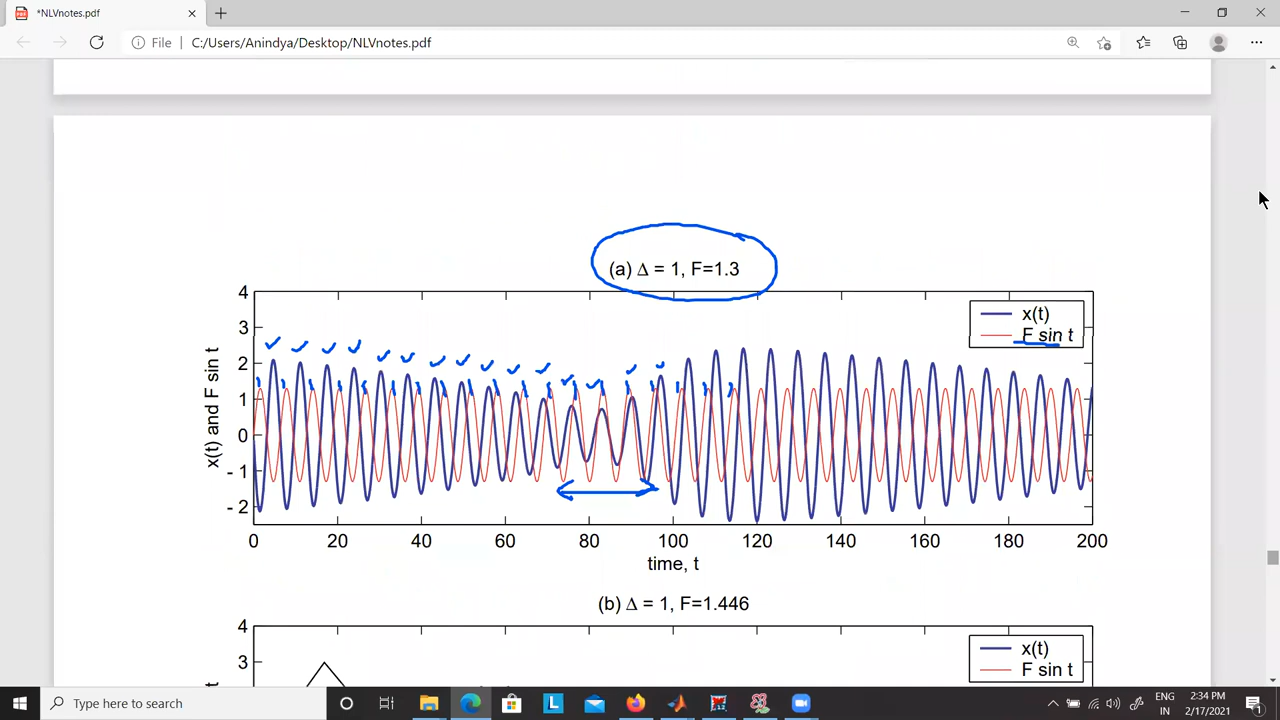 *NLVnotes.pdf
File
C:/Users/Anindya/Desktop/NLVnotes.pdf
(a) Δ = 1, F=1.3
4
3
2
1
0
- 1
- 2
x(t) and F sin t
x(t)
F sin t
0 20 40 60 80 100 120 140 160 180 200
time, t
(b) Δ = 1, F=1.446
4
3
x(t)
F sin t
Type here to search
ENG
IN
2:34 PM
2/17/2021